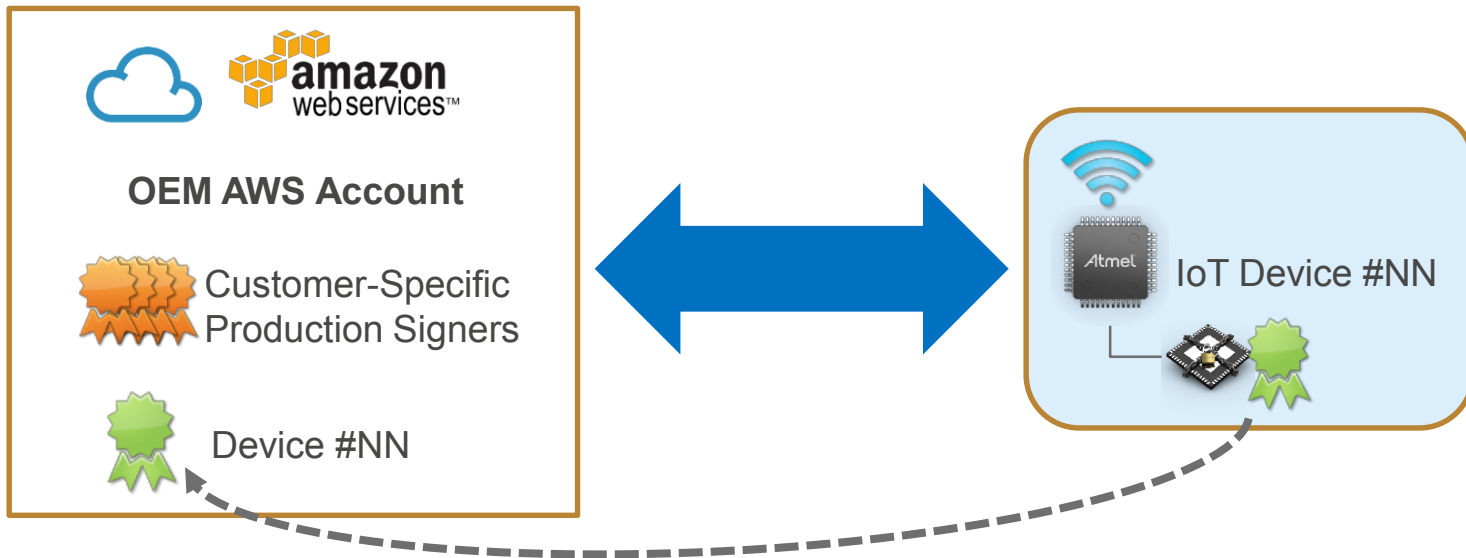 amazon
web services™
OEM AWS Account
Customer-Specific
Production Signers
Device #NN
Atmel
IoT Device #NN